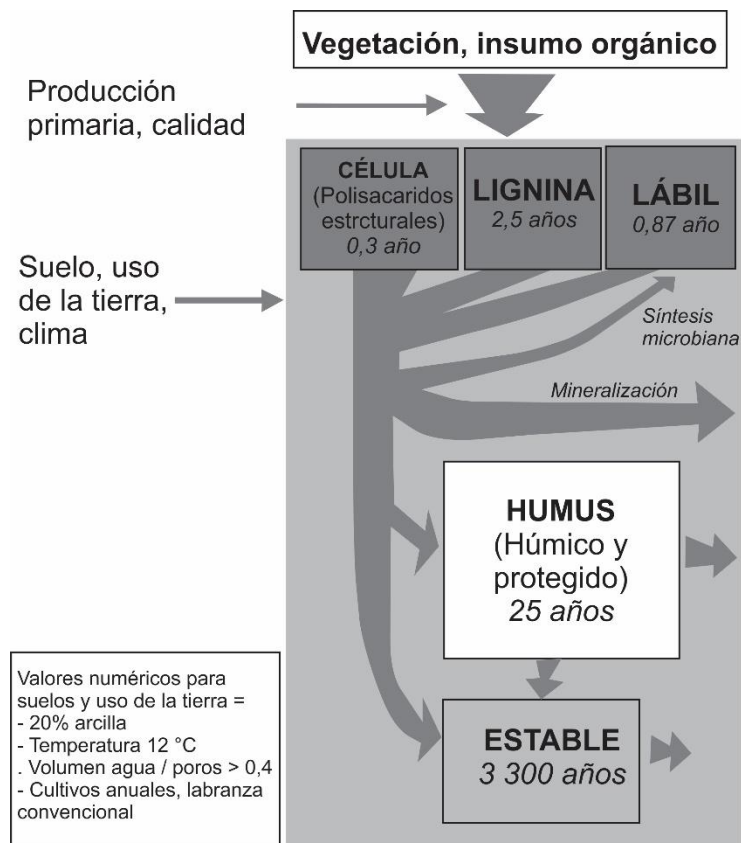 Vegetación, insumo orgánico
Producción
primaria, calidad
CÉLULA
(Polisacaridos
estrcturales)
0,3 año
LIGNINA
2,5 años
LÁBIL
0,87 año
Suelo, uso
de la tierra,
clima
Síntesis
microbiana
Mineralización
HUMUS
(Húmico y
protegido)
25 años
ESTABLE
3 300 años
Valores numéricos para
suelos y uso de la tierra =
- 20% arcilla
- Temperatura 12 °C
. Volumen agua / poros > 0,4
- Cultivos anuales, labranza
convencional